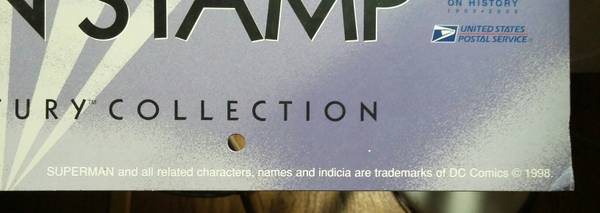 ON HISTORY
N STAMP
UNITED STATES
POSTAL SERVICE
TURY™ COLLECTION
SUPERMAN and all related characters, names and indicia are trademarks of DC Comics © 1998.